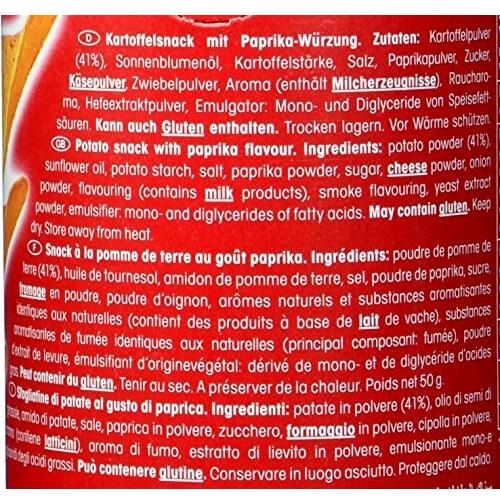 D Kartoffelsnack mit Paprika-Würzung. Zutaten: Kartoffelpulver
(41%), Sonnenblumenöl, Kartoffelstärke, Salz, Paprikapulver, Zucker,
Käsepulver, Zwiebelpulver, Aroma (enthält Milcherzeugnisse), Raucharo-
ma, Hefeextraktpulver, Emulgator: Mono- und Diglyceride von Speisefett-
säuren. Kann auch Gluten enthalten. Trocken lagern. Vor Wärme schützen.
GB Potato snack with paprika flavour. Ingredients: potato powder (41%),
sunflower oil, potato starch, salt, paprika powder, sugar, cheese powder, onion
powder, flavouring (contains milk products), smoke flavouring, yeast extract
powder, emulsifier: mono- and diglycerides of fatty acids. May contain gluten. Keep
dry. Store away from heat.
F Snack à la pomme de terre au goût paprika. Ingrédients: poudre de pomme de
terre (41%), huile de tournesol, amidon de pomme de terre, sel, poudre de paprika, sucre,
fromage en poudre, poudre d'oignon, arômes naturels et substances aromatisantes
identiques aux naturelles (contient des produits à base de lait de vache), substances
aromatisantes de fumée identiques aux naturelles (principal composant: fumée), poudre
d'extrait de levure, émulsifiant d'originevégétal: dérivé de mono- et de diglycéride d'acides
gras. Peut contenir du gluten. Tenir au sec. A préserver de la chaleur. Poids net 50 g.
Sfogliatine di patate al gusto di paprica. Ingredienti: patate in polvere (41%), olio di semi di
amido di patate, sale, paprica in polvere, zucchero, formaggio in polvere, cipolla in polvere,
(contiene latticini), aroma di fumo, estratto di lievito in polvere, emulsionante mono-e
degli acidi grassi. Può contenere glutine. Conservare in luogo asciutto. Proteggere dal caldo.